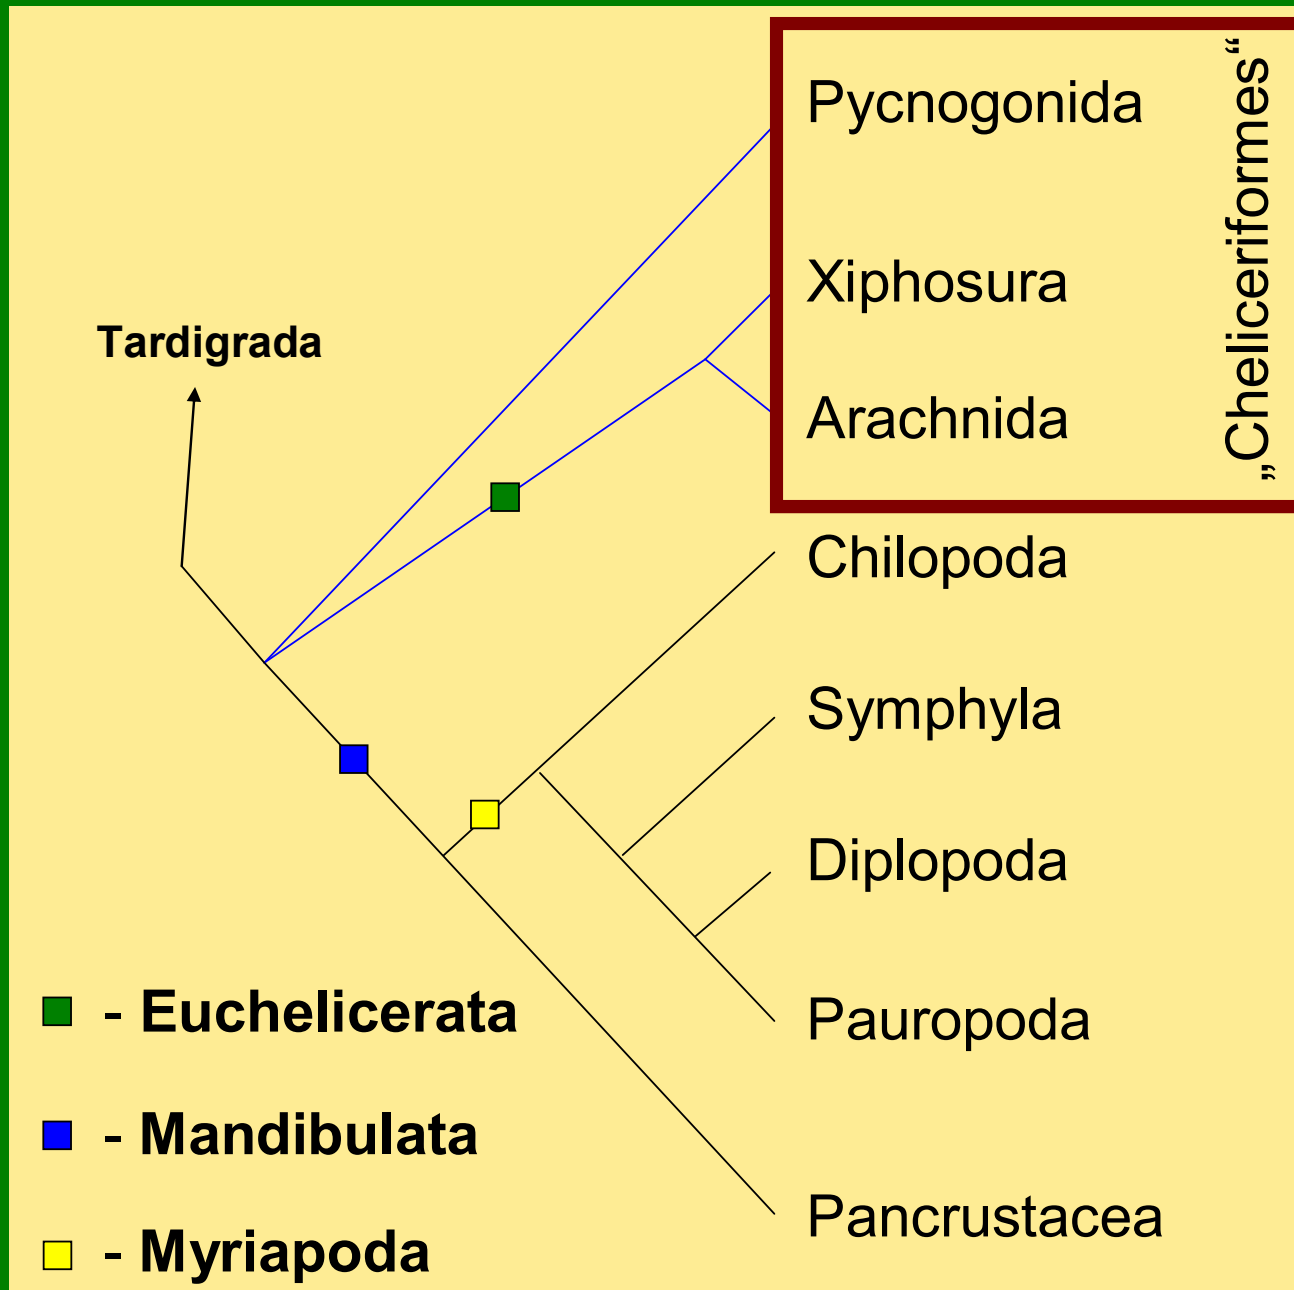 Pycnogonida
„Cheliceriformes“
Xiphosura
Tardigrada
Arachnida
Chilopoda
Symphyla
Diplopoda
- Euchelicerata
Pauropoda
- Mandibulata
Pancrustacea
- Myriapoda